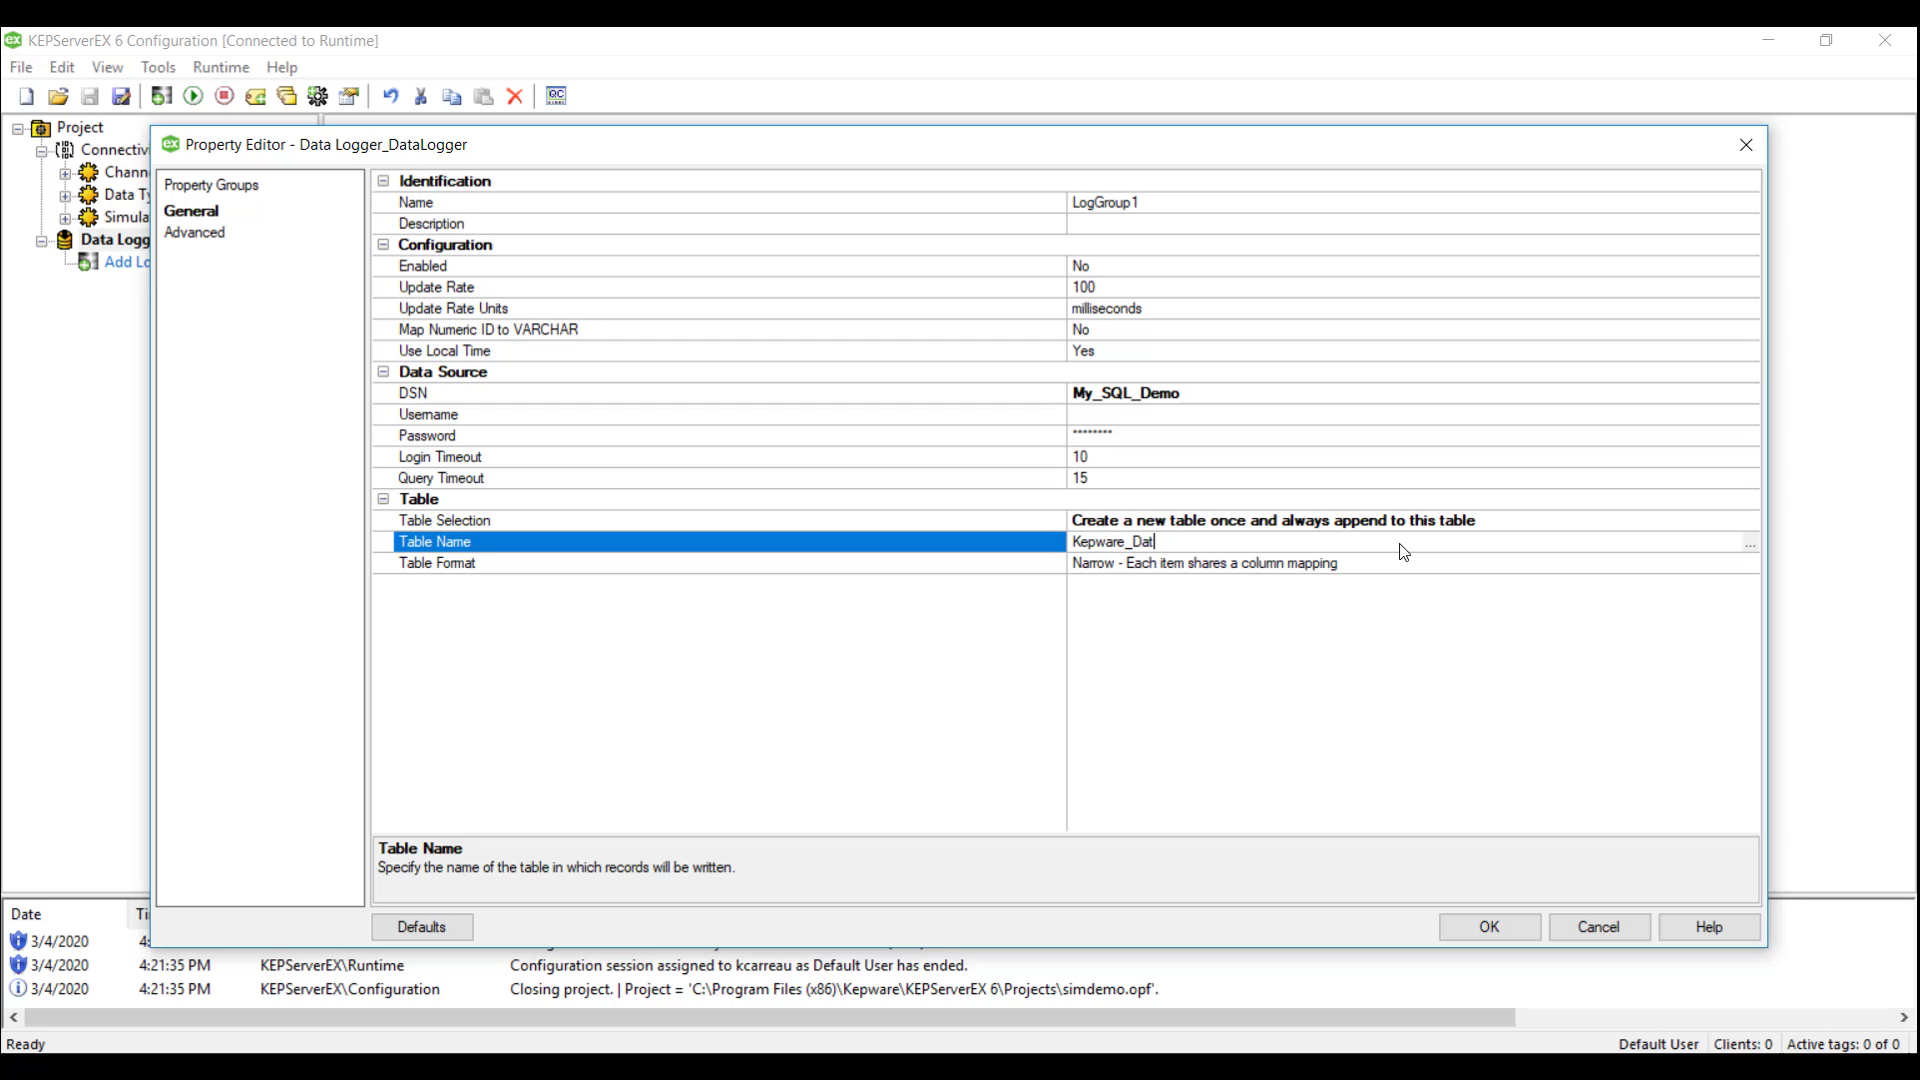 KEPServerEX 6 Configuration [Connected to Runtime]
File Edit View Tools Runtime Help
QC
Project
Connectivi
Chann
Data Ty
Simula
Data Logg
Add Lo
Property Editor - Data Logger_DataLogger
Property Groups
General
Advanced
Identification
Name LogGroup1
Description
Configuration
Enabled No
Update Rate 100
Update Rate Units milliseconds
Map Numeric ID to VARCHAR No
Use Local Time Yes
Data Source
DSN My_SQL_Demo
Username
Password ********
Login Timeout 10
Query Timeout 15
Table
Table Selection Create a new table once and always append to this table
Table Name Kepware_Dat ...
Table Format Narrow - Each item shares a column mapping
Table Name
Specify the name of the table in which records will be written.
Defaults OK Cancel Help
Date Ti
3/4/2020 4:
3/4/2020 4:21:35 PM KEPServerEX\Runtime Configuration session assigned to kcarreau as Default User has ended.
3/4/2020 4:21:35 PM KEPServerEX\Configuration Closing project. | Project = 'C:\Program Files (x86)\Kepware\KEPServerEX 6\Projects\simdemo.opf'.
Ready Default User Clients: 0 Active tags: 0 of 0